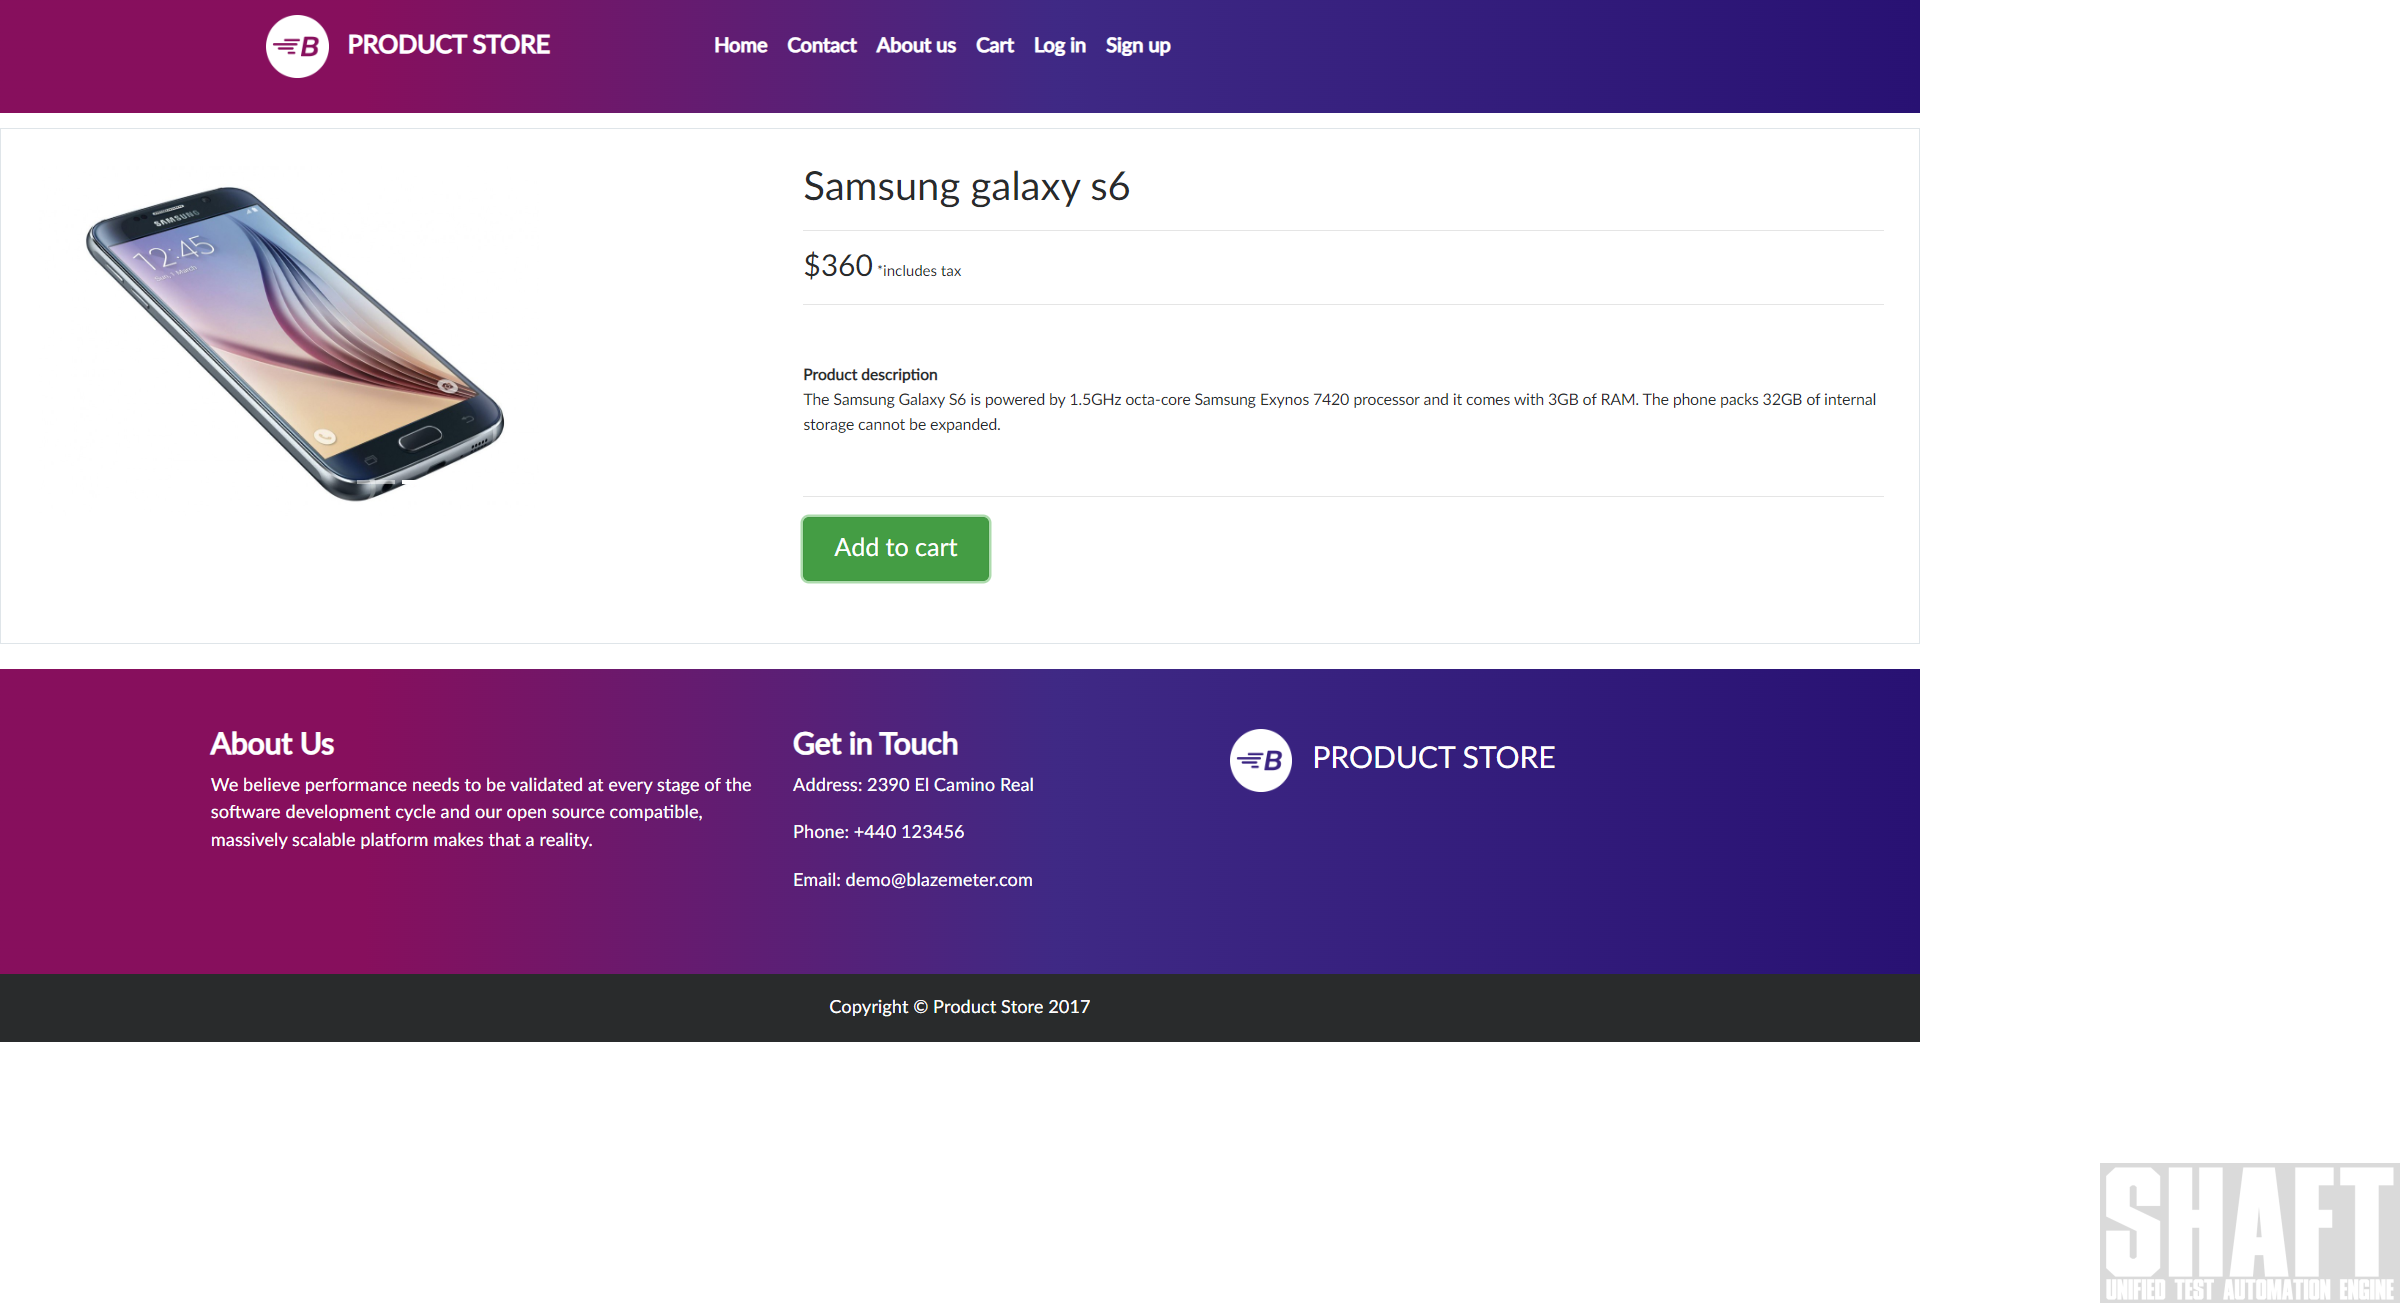 B PRODUCT STORE
Home Contact About us Cart Log in Sign up
SAMSUNG
12:45
Sun, 1 March
Samsung galaxy s6
$360 *includes tax
Product description
The Samsung Galaxy S6 is powered by 1.5GHz octa-core Samsung Exynos 7420 processor and it comes with 3GB of RAM. The phone packs 32GB of internal
storage cannot be expanded.
Add to cart
About Us
We believe performance needs to be validated at every stage of the
software development cycle and our open source compatible,
massively scalable platform makes that a reality.
Get in Touch
Address: 2390 El Camino Real
Phone: +440 123456
Email: demo@blazemeter.com
B PRODUCT STORE
Copyright © Product Store 2017
SHAFT
UNIFIED TEST AUTOMATION ENGINE